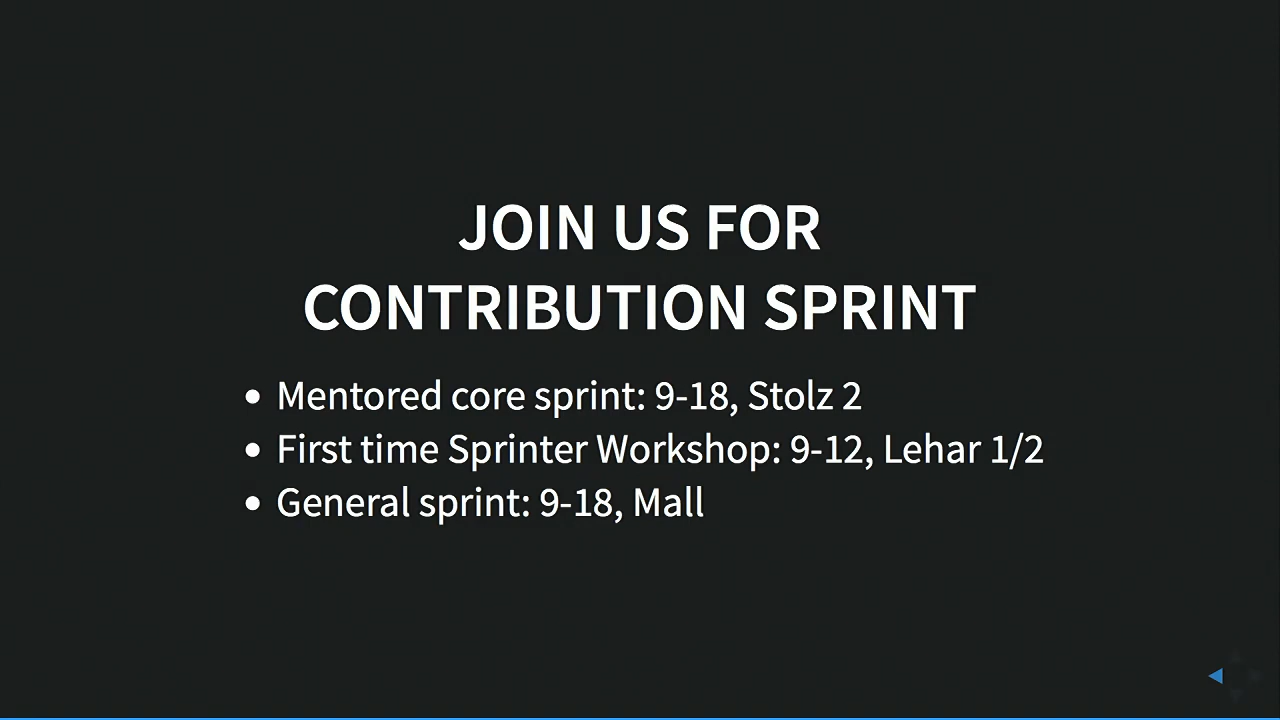 JOIN US FOR
CONTRIBUTION SPRINT
• Mentored core sprint: 9-18, Stolz 2
• First time Sprinter Workshop: 9-12, Lehar 1/2
• General sprint: 9-18, Mall